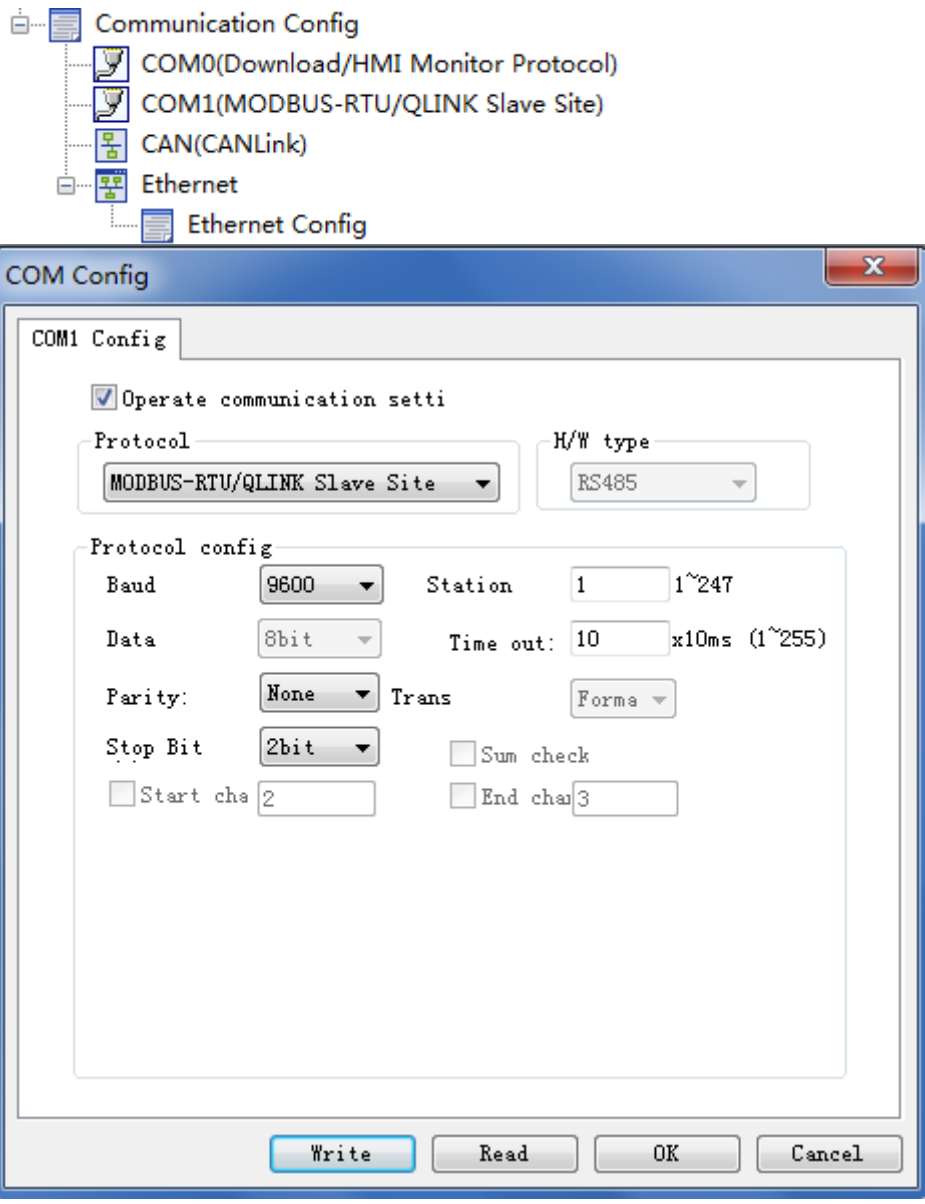 Communication Config
COM0(Download/HMI Monitor Protocol)
COM1(MODBUS-RTU/QLINK Slave Site)
CAN(CANLink)
Ethernet
Ethernet Config
COM Config
COM1 Config
Operate communication setti
Protocol H/W type
MODBUS-RTU/QLINK Slave Site RS485
Protocol config
Baud 9600 Station 1 1~247
Data 8bit Time out: 10 x10ms (1~255)
Parity: None Trans Forma
Stop Bit 2bit Sum check
Start cha 2 End char 3
Write Read OK Cancel